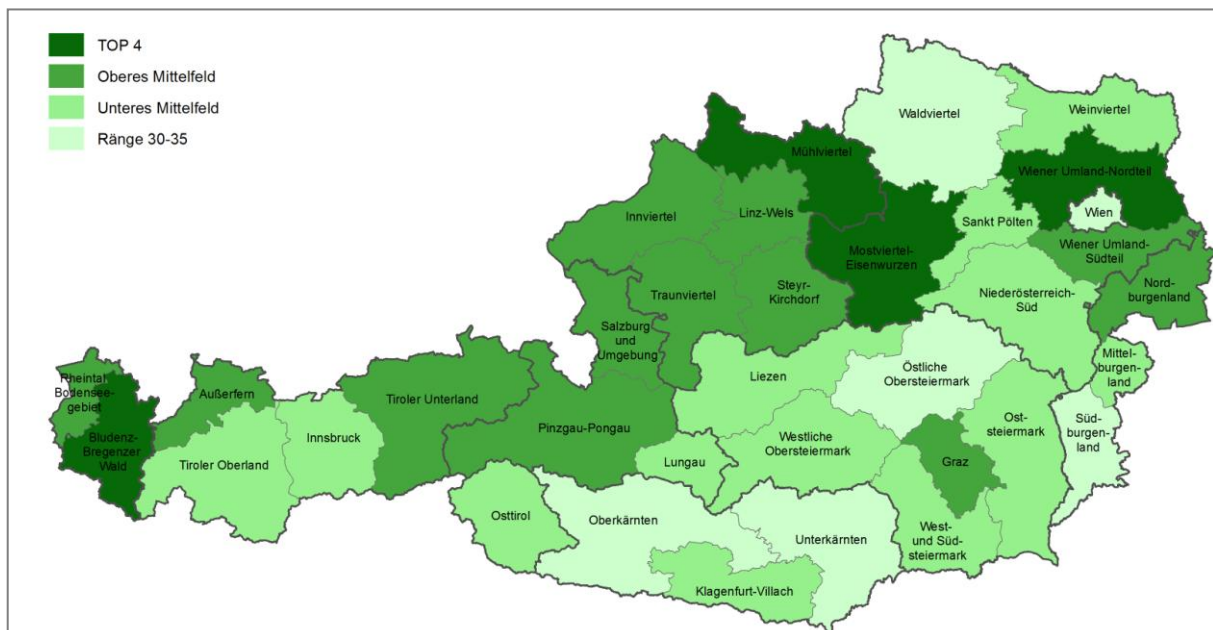 TOP 4
Oberes Mittelfeld
Unteres Mittelfeld
Ränge 30-35
Waldviertel
Weinviertel
Mühlviertel
Wiener Umland-Nordteil
Innviertel
Linz-Wels
Sankt Pölten
Wien
Mostviertel-
Eisenwurzen
Wiener Umland-
Südteil
Nord-
burgenland
Traunviertel
Steyr-
Kirchdorf
Niederösterreich-
Süd
Salzburg
und
Umgebung
Mittel-
burgen-
land
Östliche
Obersteiermark
Liezen
Rheintal-
Bodensee-
gebiet
Außerfern
Tiroler Unterland
Ost-
steiermark
Süd-
burgen-
land
Bludenz-
Bregenzer
Wald
Innsbruck
Pinzgau-Pongau
Westliche
Obersteiermark
Tiroler Oberland
Lungau
Graz
Osttirol
Oberkärnten
Unterkärnten
West-
und Süd-
steiermark
Klagenfurt-Villach